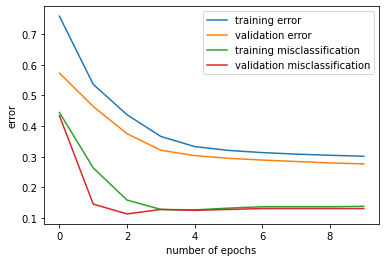 training error
validation error
training misclassification
validation misclassification
0.7
0.6
0.5
0.4
0.3
0.2
0.1
error
0 2 4 6 8
number of epochs